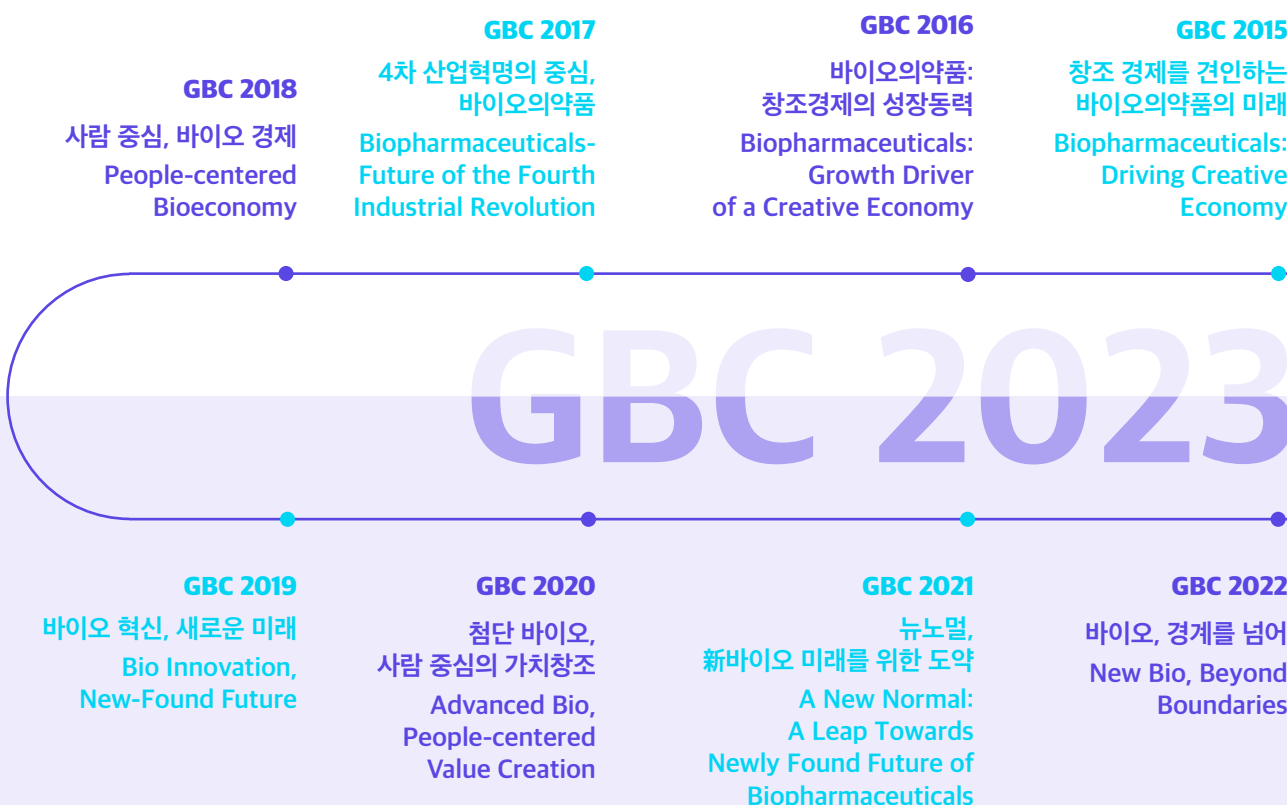 GBC 2018
사람 중심, 바이오 경제
People-centered
Bioeconomy
GBC 2017
4차 산업혁명의 중심,
바이오의약품
Biopharmaceuticals-
Future of the Fourth
Industrial Revolution
GBC 2016
바이오의약품:
창조경제의 성장동력
Biopharmaceuticals:
Growth Driver
of a Creative Economy
GBC 2015
창조 경제를 견인하는
바이오의약품의 미래
Biopharmaceuticals:
Driving Creative
Economy
GBC 2023
GBC 2019
바이오 혁신, 새로운 미래
Bio Innovation,
New-Found Future
GBC 2020
첨단 바이오,
사람 중심의 가치창조
Advanced Bio,
People-centered
Value Creation
GBC 2021
뉴노멀,
新바이오 미래를 위한 도약
A New Normal:
A Leap Towards
Newly Found Future of
Biopharmaceuticals
GBC 2022
바이오, 경계를 넘어
New Bio, Beyond
Boundaries